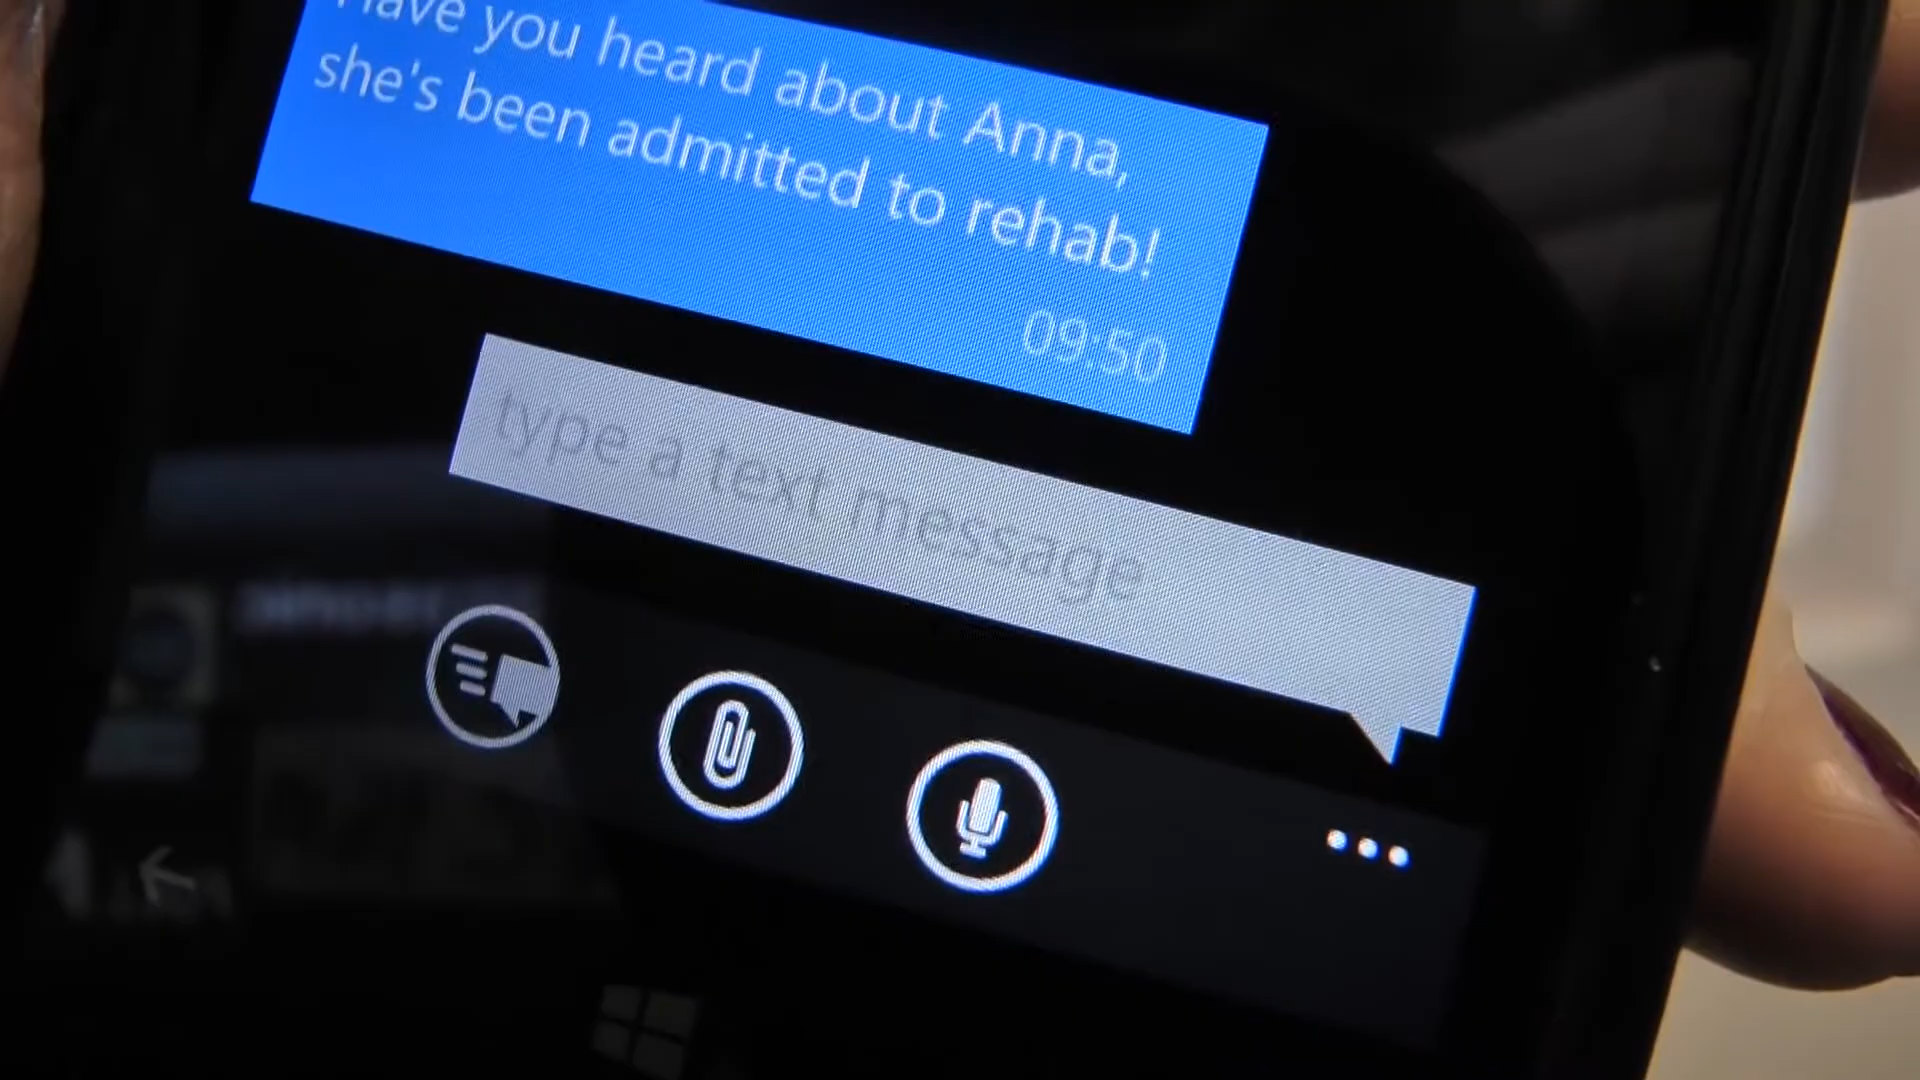 Have you heard about Anna,
she's been admitted to rehab!
09:50
type a text message